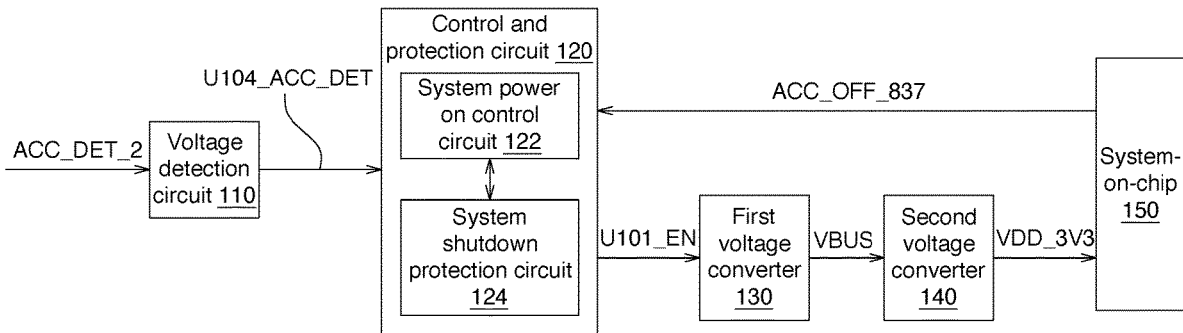 Control and
protection circuit 120
U104_ACC_DET
System power
on control
circuit 122
ACC_OFF_837
ACC_DET_2
Voltage
detection
circuit 110
System-
on-chip
150
System
shutdown
protection circuit
124
U101_EN
First
voltage
converter
130
VBUS
Second
voltage
converter
140
VDD_3V3